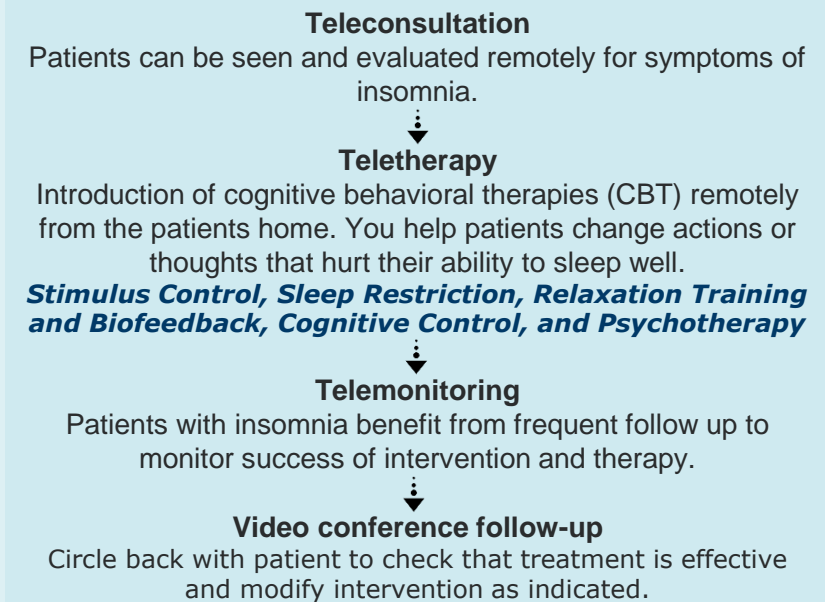 Teleconsultation
Patients can be seen and evaluated remotely for symptoms of
insomnia.
Teletherapy
Introduction of cognitive behavioral therapies (CBT) remotely
from the patients home. You help patients change actions or
thoughts that hurt their ability to sleep well.
Stimulus Control, Sleep Restriction, Relaxation Training
and Biofeedback, Cognitive Control, and Psychotherapy
Telemonitoring
Patients with insomnia benefit from frequent follow up to
monitor success of intervention and therapy.
Video conference follow-up
Circle back with patient to check that treatment is effective
and modify intervention as indicated.